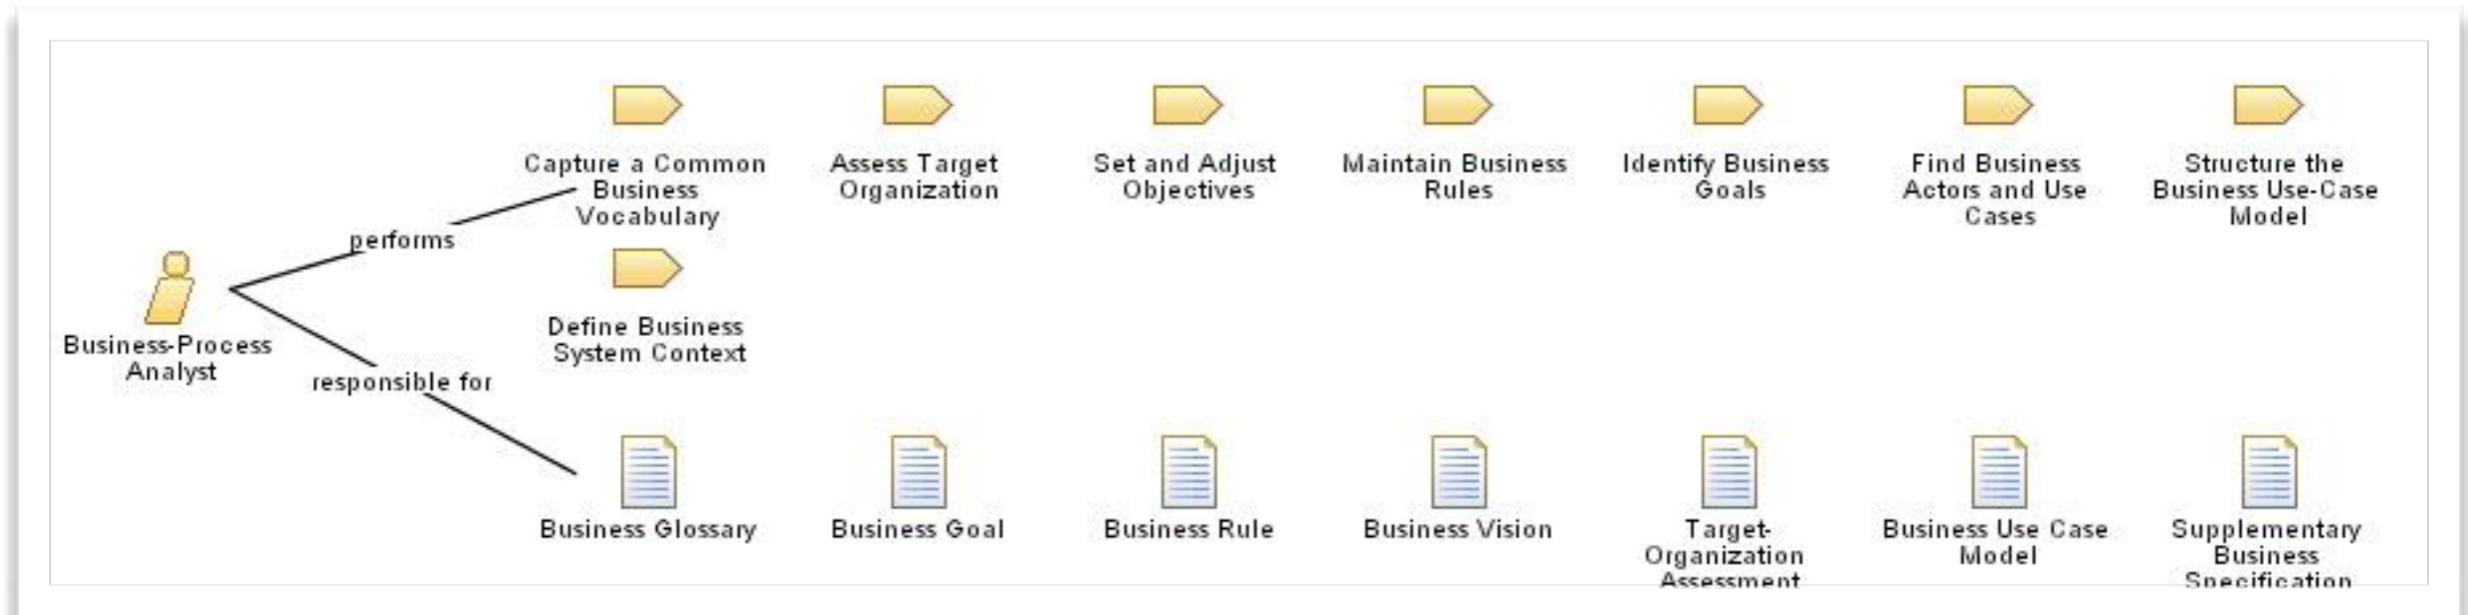 Capture a Common
Business
Vocabulary
Assess Target
Organization
Set and Adjust
Objectives
Maintain Business
Rules
Identify Business
Goals
Find Business
Actors and Use
Cases
Structure the
Business Use-Case
Model
performs
Define Business
System Context
Business-Process
Analyst
responsible for
Business Glossary
Business Goal
Business Rule
Business Vision
Target-
Organization
Assessment
Business Use Case
Model
Supplementary
Business
Specification